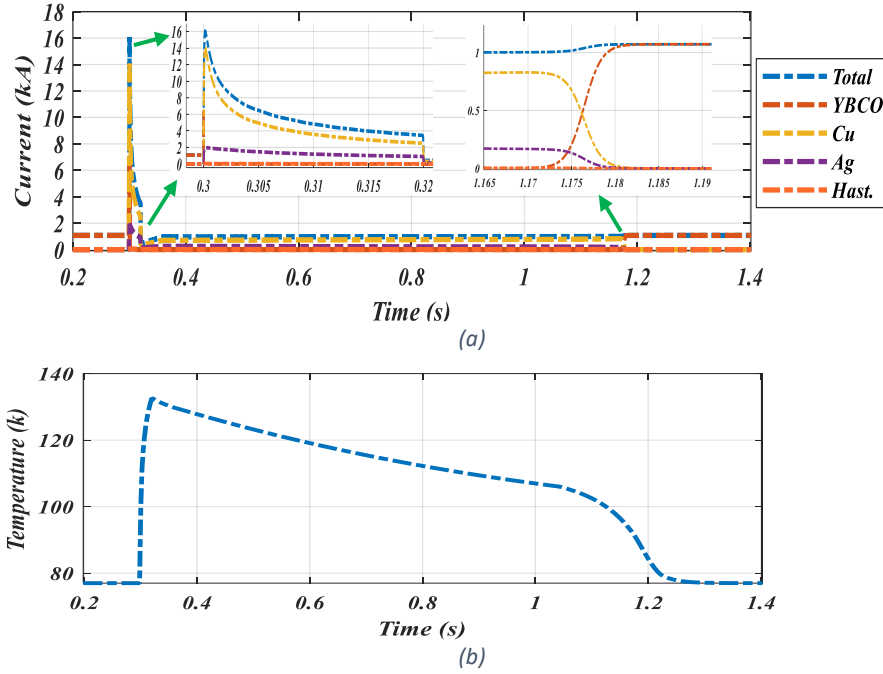 18
16
14
12
10
8
6
4
2
0
Current (kA)
16
14
12
10
8
6
4
2
0
0.3 0.305 0.31 0.315 0.32
1
0.5
0
1.165 1.17 1.175 1.18 1.185 1.19
Total
YBCO
Cu
Ag
Hast.
0.2 0.4 0.6 0.8 1 1.2 1.4
Time (s)
(a)
140
120
100
80
Temperature (k)
0.2 0.4 0.6 0.8 1 1.2 1.4
Time (s)
(b)